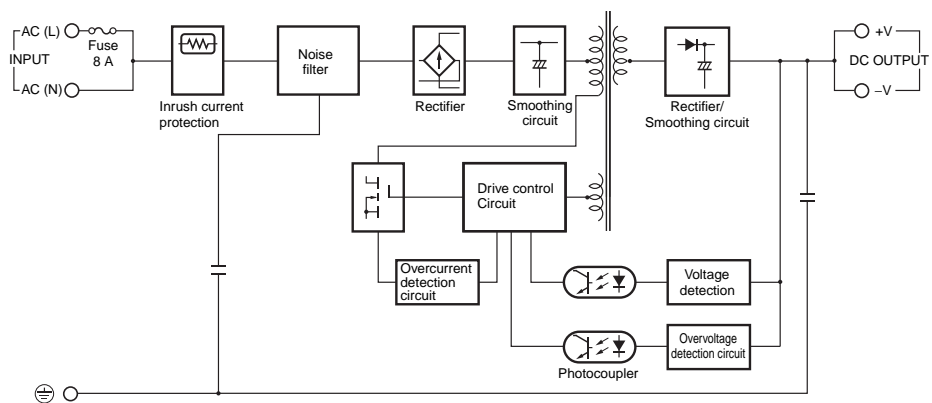 AC (L)
Fuse
8 A
INPUT
AC (N)
Inrush current
protection
Noise
filter
Rectifier
Smoothing
circuit
Rectifier/
Smoothing circuit
+V
DC OUTPUT
–V
Drive control
Circuit
Overcurrent
detection
circuit
Voltage
detection
Overvoltage
detection circuit
Photocoupler